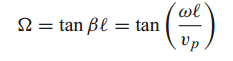 Ω = tan βℓ = tan (ωℓ / v_p)